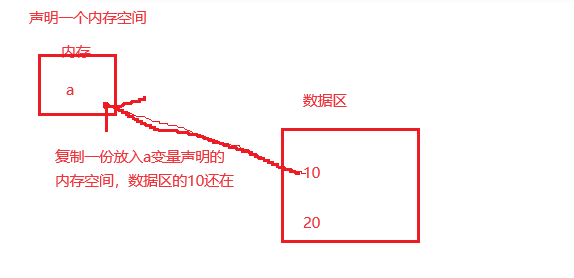 声明一个内存空间
内存
a
数据区
复制一份放入a变量声明的
内存空间，数据区的10还在
10
20